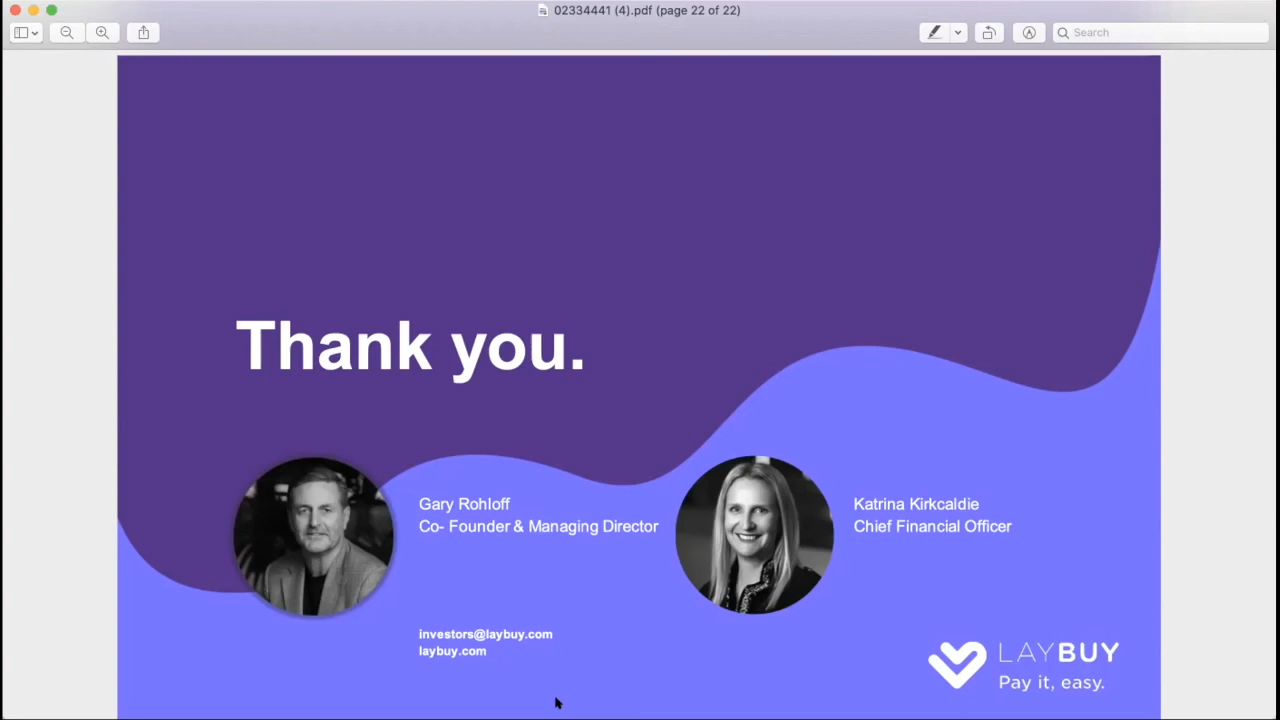 02334441 (4).pdf (page 22 of 22)
Search
Thank you.
Gary Rohloff
Co- Founder & Managing Director
Katrina Kirkcaldie
Chief Financial Officer
investors@laybuy.com
laybuy.com
LAYBUY
Pay it, easy.